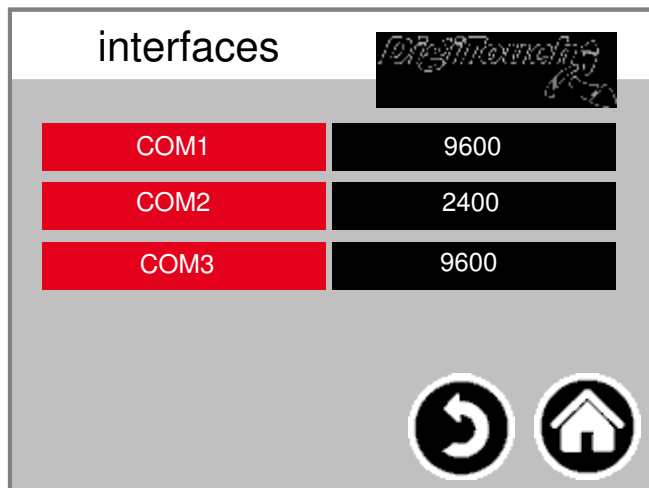 interfaces
DigiTouch
COM1 9600
COM2 2400
COM3 9600